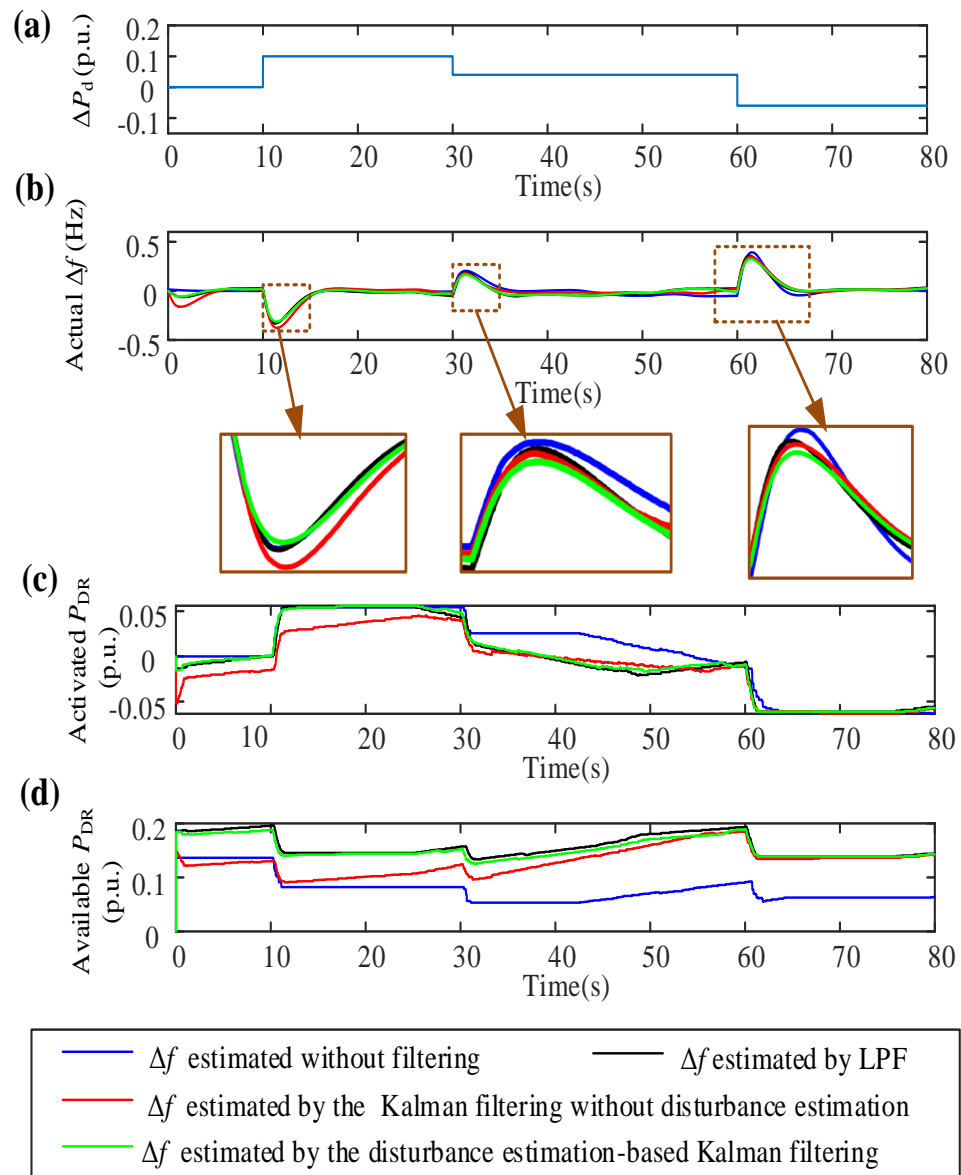 (a)
ΔPd (p.u.)
0.2
0.1
0
-0.1
0 10 20 30 40 50 60 70 80
Time(s)
(b)
Actual Δf (Hz)
0.5
0
-0.5
0 10 20 30 40 50 60 70 80
Time(s)
(c)
Activated PDR
(p.u.)
0.05
0
-0.05
0 10 20 30 40 50 60 70 80
Time(s)
(d)
Available PDR
(p.u.)
0.2
0.1
0
0 10 20 30 40 50 60 70 80
Time(s)
Δf estimated without filtering Δf estimated by LPF
Δf estimated by the Kalman filtering without disturbance estimation
Δf estimated by the disturbance estimation-based Kalman filtering